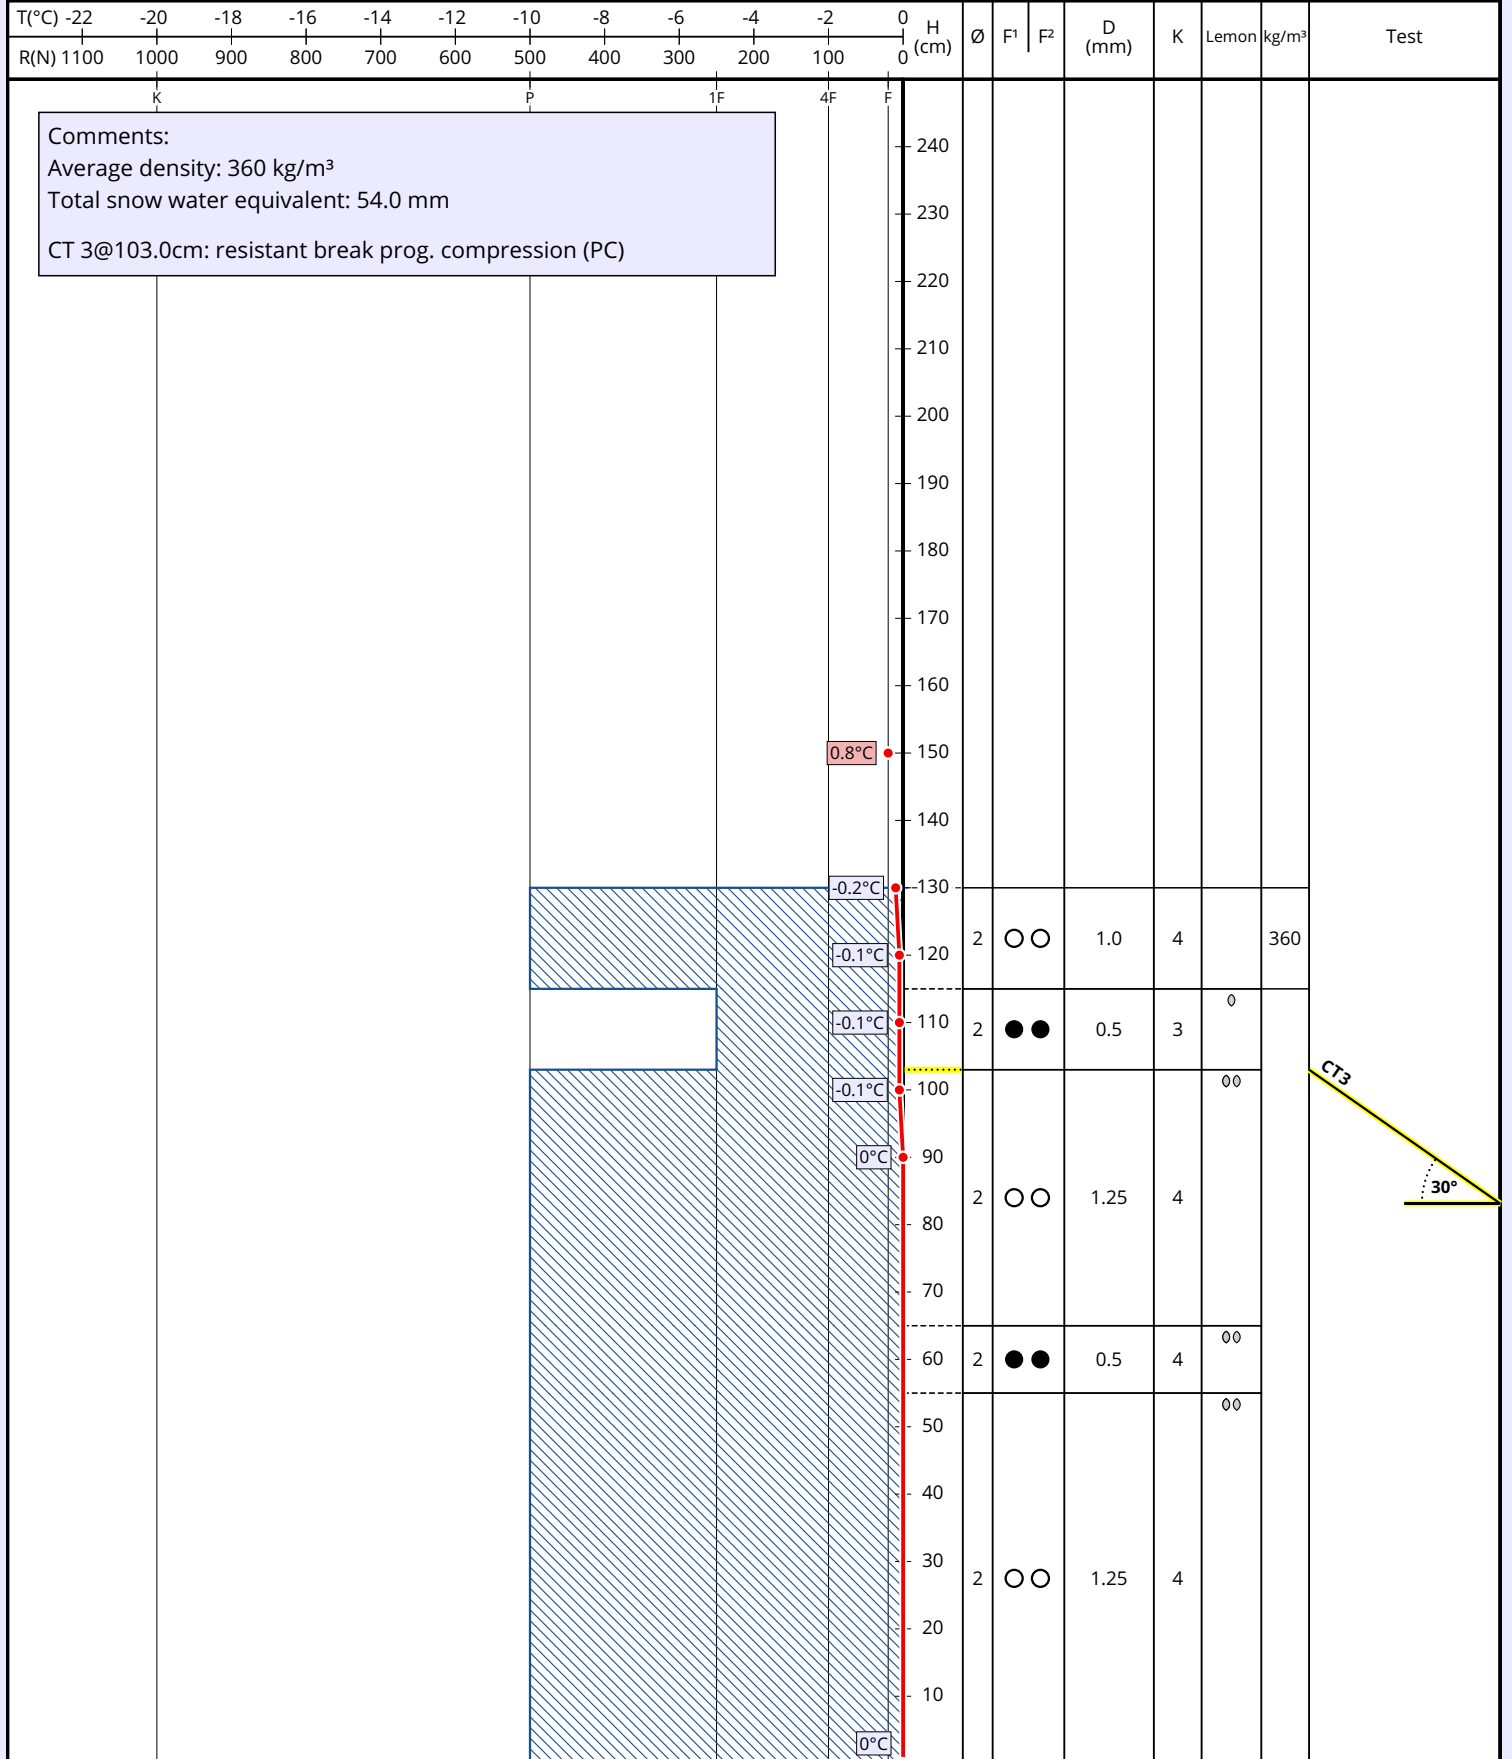 T(°C) -22 -20 -18 -16 -14 -12 -10 -8 -6 -4 -2 0
R(N) 1100 1000 900 800 700 600 500 400 300 200 100 0
H (cm) Ø F¹ F² D (mm) K Lemon kg/m³ Test
K P 1F 4F F
Comments:
Average density: 360 kg/m³
Total snow water equivalent: 54.0 mm
CT 3@103.0cm: resistant break prog. compression (PC)
240
230
220
210
200
190
180
170
160
0.8°C 150
140
-0.2°C 130
2 1.0 4 360
-0.1°C 120
-0.1°C 110
2 0.5 3
CT3
-0.1°C 100
0°C 90
30°
2 1.25 4
80
70
60 2 0.5 4
50
40
30
2 1.25 4
20
10
0°C